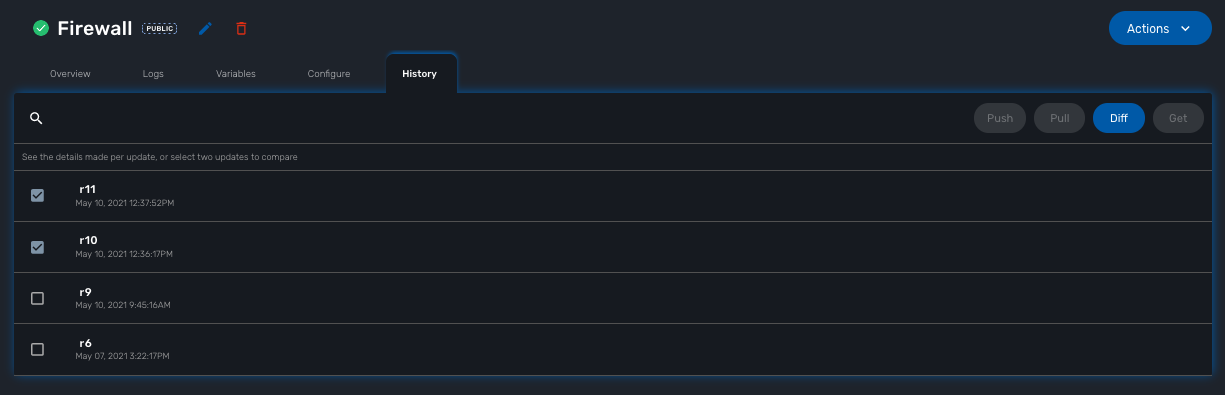 Firewall PUBLIC
Actions
Overview Logs Variables Configure History
Push Pull Diff Get
See the details made per update, or select two updates to compare
r11
May 10, 2021 12:37:52PM
r10
May 10, 2021 12:36:17PM
r9
May 10, 2021 9:45:16AM
r6
May 07, 2021 3:22:17PM